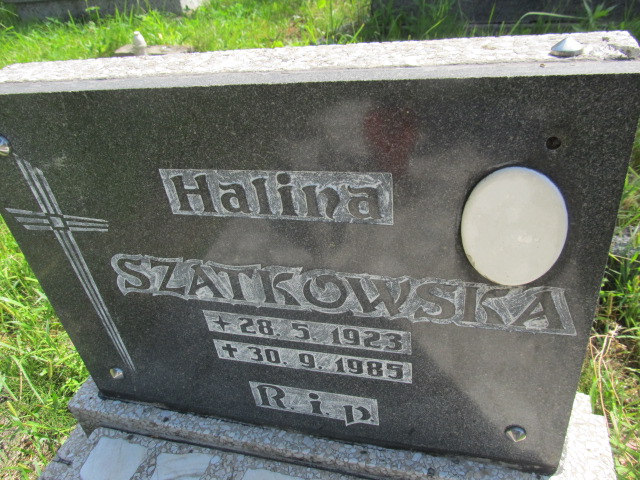 Halina
SZATKOWSKA
+ 28. 5. 1923
+ 30. 9. 1985
R. i. p